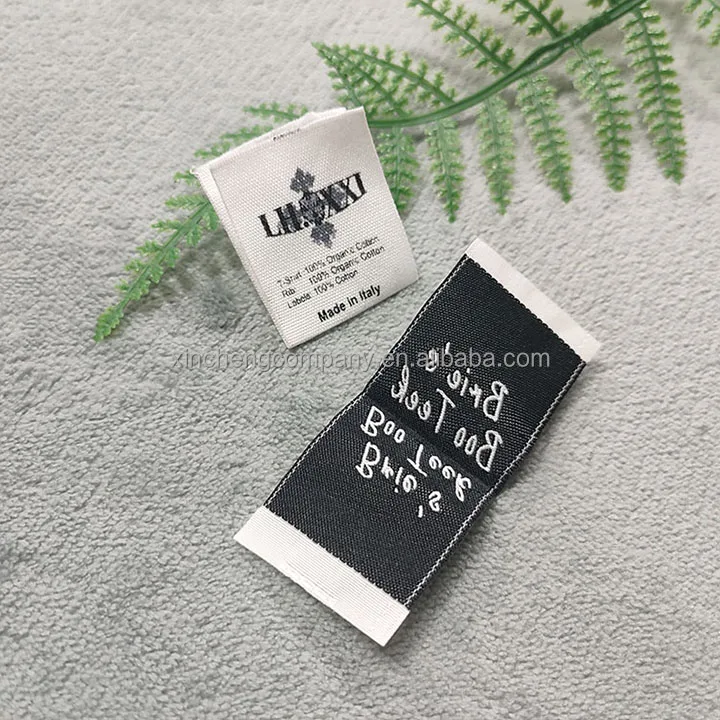 LHOXXI
T-Shirt 100% Organic Cotton
Rib 100% Organic Cotton
Labels 100% Cotton
Made in Italy
xinchengcompany.en.alibaba.com
Brie's
Boo Teek
Boo Teek
Brie's